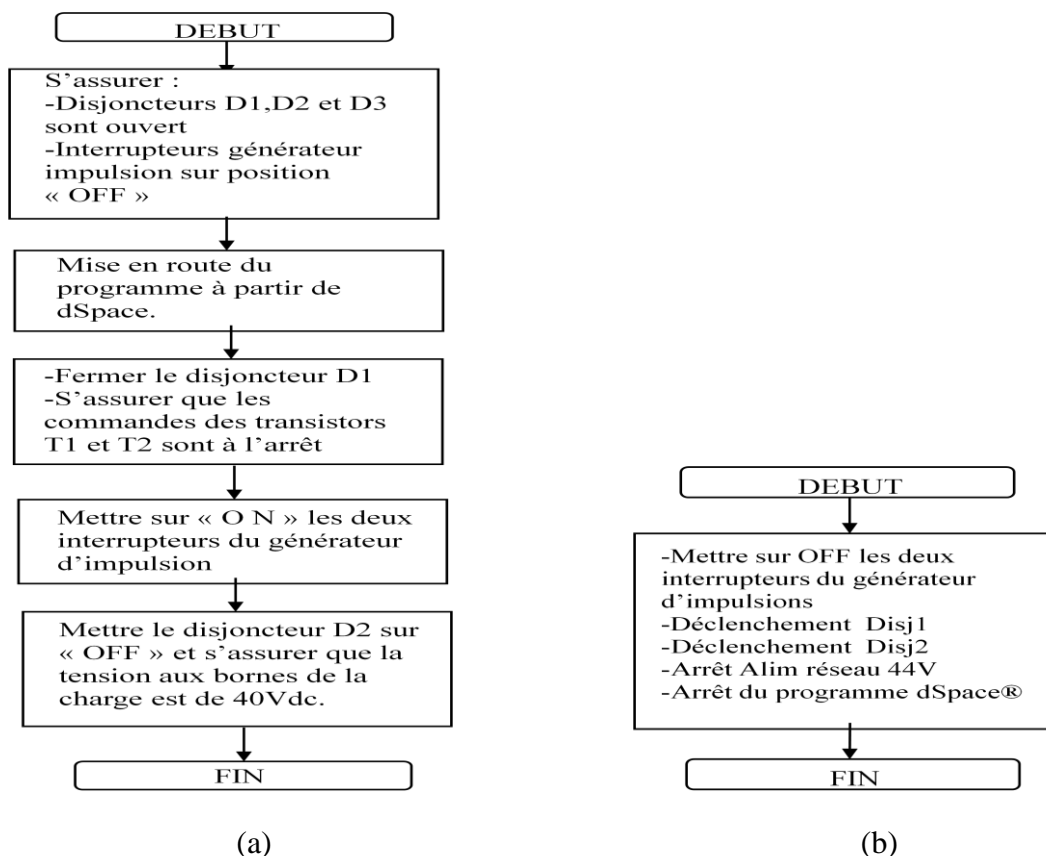 DEBUT
S’assurer :
-Disjoncteurs D1,D2 et D3
sont ouvert
-Interrupteurs générateur
impulsion sur position
« OFF »
Mise en route du
programme à partir de
dSpace.
-Fermer le disjoncteur D1
-S’assurer que les
commandes des transistors
T1 et T2 sont à l’arrêt
Mettre sur « O N » les deux
interrupteurs du générateur
d’impulsion
Mettre le disjoncteur D2 sur
« OFF » et s’assurer que la
tension aux bornes de la
charge est de 40Vdc.
FIN
(a)
DEBUT
-Mettre sur OFF les deux
interrupteurs du générateur
d’impulsions
-Déclenchement Disj1
-Déclenchement Disj2
-Arrêt Alim réseau 44V
-Arrêt du programme dSpace®
FIN
(b)